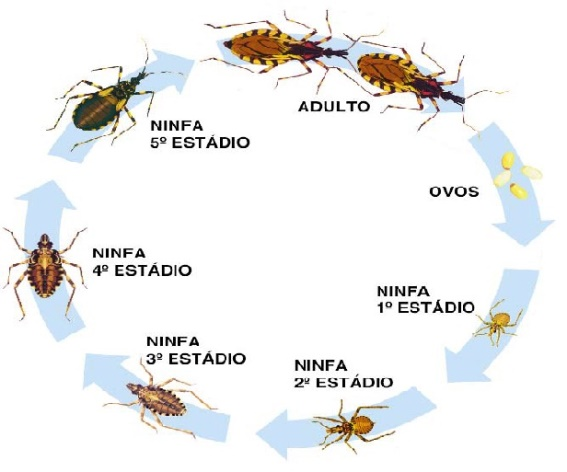 ADULTO
OVOS
NINFA
1º ESTÁDIO
NINFA
2º ESTÁDIO
NINFA
3º ESTÁDIO
NINFA
4º ESTÁDIO
NINFA
5º ESTÁDIO